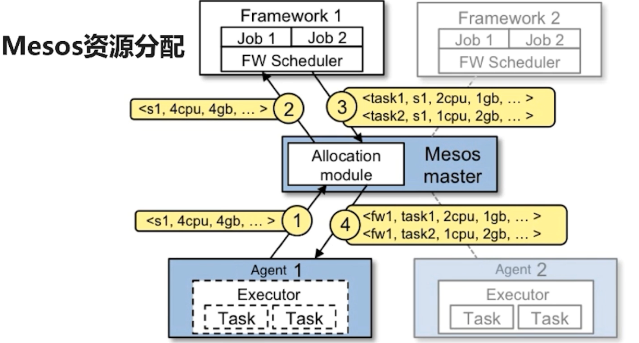 Mesos资源分配
Framework 1
Job 1
Job 2
FW Scheduler
Framework 2
Job 1
Job 2
FW Scheduler
<s1, 4cpu, 4gb, ... >
2
3
<task1, s1, 2cpu, 1gb, ... >
<task2, s1, 1cpu, 2gb, ... >
Allocation
module
Mesos
master
<s1, 4cpu, 4gb, ... >
1
4
<fw1, task1, 2cpu, 1gb, ... >
<fw1, task2, 1cpu, 2gb, ... >
Agent 1
Executor
Task
Task
Agent 2
Executor
Task
Task